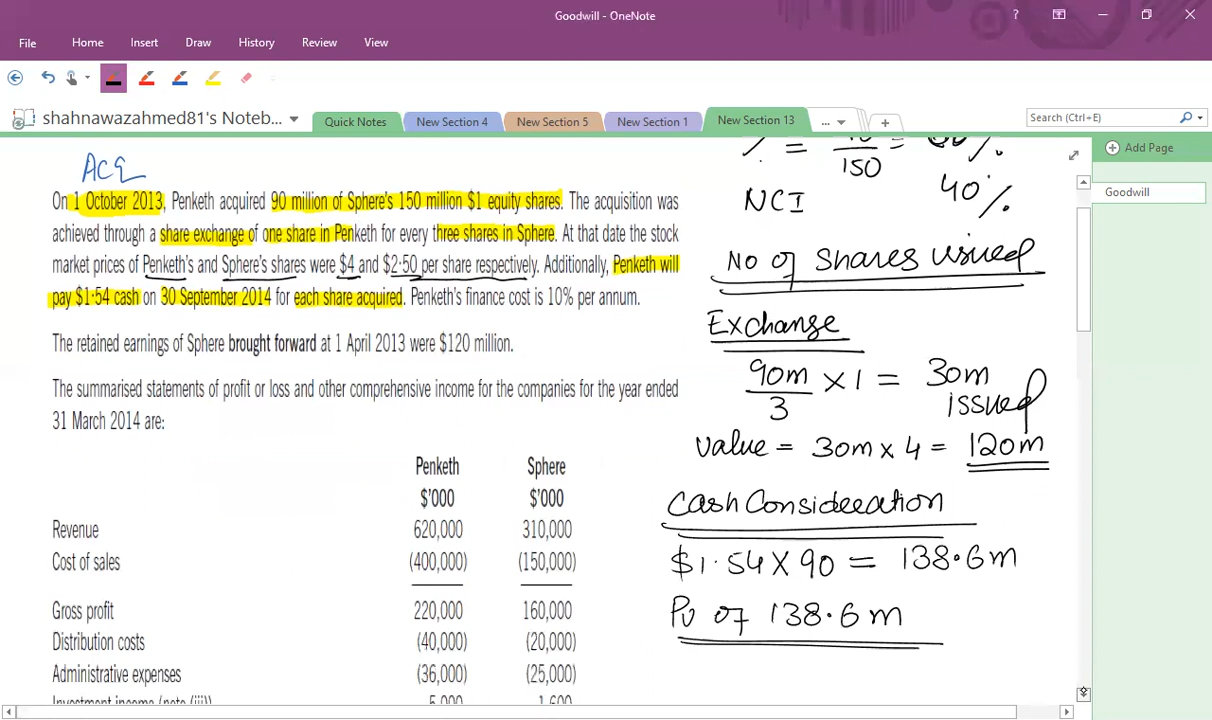 Goodwill - OneNote
File Home Insert Draw History Review View
shahnawazahmed81's Noteb...
Quick Notes New Section 4 New Section 5 New Section 1 New Section 13 ...
Search (Ctrl+E)
Add Page
Goodwill
ACQ
On 1 October 2013, Penketh acquired 90 million of Sphere's 150 million $1 equity shares. The acquisition was
achieved through a share exchange of one share in Penketh for every three shares in Sphere. At that date the stock
market prices of Penketh's and Sphere's shares were $4 and $2·50 per share respectively. Additionally, Penketh will
pay $1·54 cash on 30 September 2014 for each share acquired. Penketh's finance cost is 10% per annum.
The retained earnings of Sphere brought forward at 1 April 2013 were $120 million.
The summarised statements of profit or loss and other comprehensive income for the companies for the year ended
31 March 2014 are:
Penketh Sphere
$'000 $'000
Revenue 620,000 310,000
Cost of sales (400,000) (150,000)
Gross profit 220,000 160,000
Distribution costs (40,000) (20,000)
Administrative expenses (36,000) (25,000)
Investment income (note (iii)) 5,000 1,600
% =
150
=
%
NCI 40%
No of shares issued
Exchange
90m
3
× 1 = 30m
issued
value = 30m × 4 = 120m
Cash Consideration
$1.54 × 90 = 138.6m
PV of 138.6m